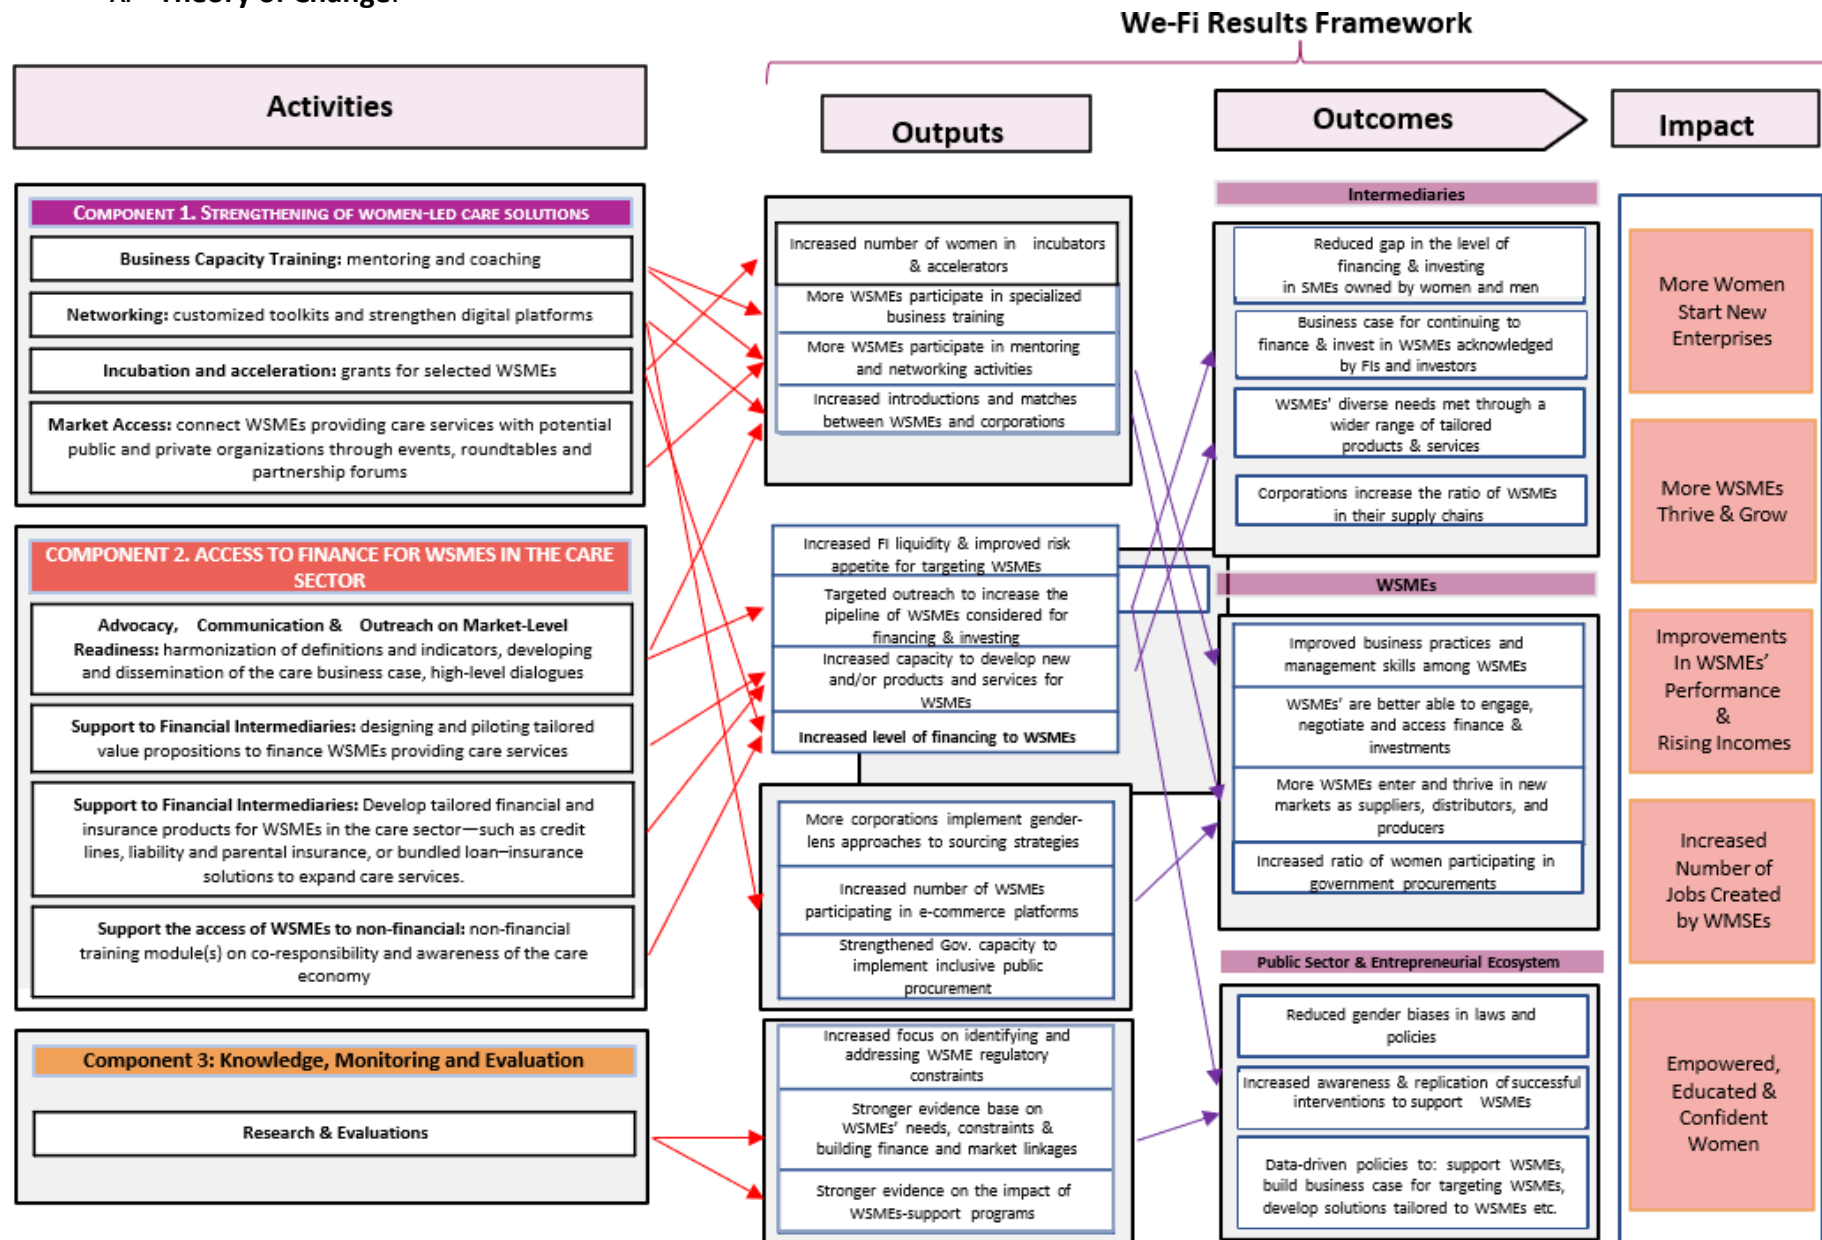 A. Theory of Change:
We-Fi Results Framework
Activities
Outputs
Outcomes
Impact
COMPONENT 1. STRENGTHENING OF WOMEN-LED CARE SOLUTIONS
Business Capacity Training: mentoring and coaching
Networking: customized toolkits and strengthen digital platforms
Incubation and acceleration: grants for selected WSMEs
Market Access: connect WSMEs providing care services with potential
public and private organizations through events, roundtables and
partnership forums
COMPONENT 2. ACCESS TO FINANCE FOR WSMES IN THE CARE
SECTOR
Advocacy, Communication & Outreach on Market-Level
Readiness: harmonization of definitions and indicators, developing
and dissemination of the care business case, high-level dialogues
Support to Financial Intermediaries: designing and piloting tailored
value propositions to finance WSMEs providing care services
Support to Financial Intermediaries: Develop tailored financial and
insurance products for WSMEs in the care sector—such as credit
lines, liability and parental insurance, or bundled loan–insurance
solutions to expand care services.
Support the access of WSMEs to non-financial: non-financial
training module(s) on co-responsibility and awareness of the care
economy
Component 3: Knowledge, Monitoring and Evaluation
Research & Evaluations
Increased number of women in incubators
& accelerators
More WSMEs participate in specialized
business training
More WSMEs participate in mentoring
and networking activities
Increased introductions and matches
between WSMEs and corporations
Increased FI liquidity & improved risk
appetite for targeting WSMEs
Targeted outreach to increase the
pipeline of WSMEs considered for
financing & investing
Increased capacity to develop new
and/or products and services for
WSMEs
Increased level of financing to WSMEs
More corporations implement gender-
lens approaches to sourcing strategies
Increased number of WSMEs
participating in e-commerce platforms
Strengthened Gov. capacity to
implement inclusive public
procurement
Increased focus on identifying and
addressing WSME regulatory
constraints
Stronger evidence base on
WSMEs' needs, constraints &
building finance and market linkages
Stronger evidence on the impact of
WSMEs-support programs
Intermediaries
Reduced gap in the level of
financing & investing
in SMEs owned by women and men
Business case for continuing to
finance & invest in WSMEs acknowledged
by FIs and investors
WSMEs' diverse needs met through a
wider range of tailored
products & services
Corporations increase the ratio of WSMEs
in their supply chains
WSMEs
Improved business practices and
management skills among WSMEs
WSMEs' are better able to engage,
negotiate and access finance &
investments
More WSMEs enter and thrive in new
markets as suppliers, distributors, and
producers
Increased ratio of women participating in
government procurements
Public Sector & Entrepreneurial Ecosystem
Reduced gender biases in laws and
policies
Increased awareness & replication of successful
interventions to support WSMEs
Data-driven policies to: support WSMEs,
build business case for targeting WSMEs,
develop solutions tailored to WSMEs etc.
More Women
Start New
Enterprises
More WSMEs
Thrive & Grow
Improvements
In WSMEs'
Performance
&
Rising Incomes
Increased
Number of
Jobs Created
by WMSEs
Empowered,
Educated &
Confident
Women